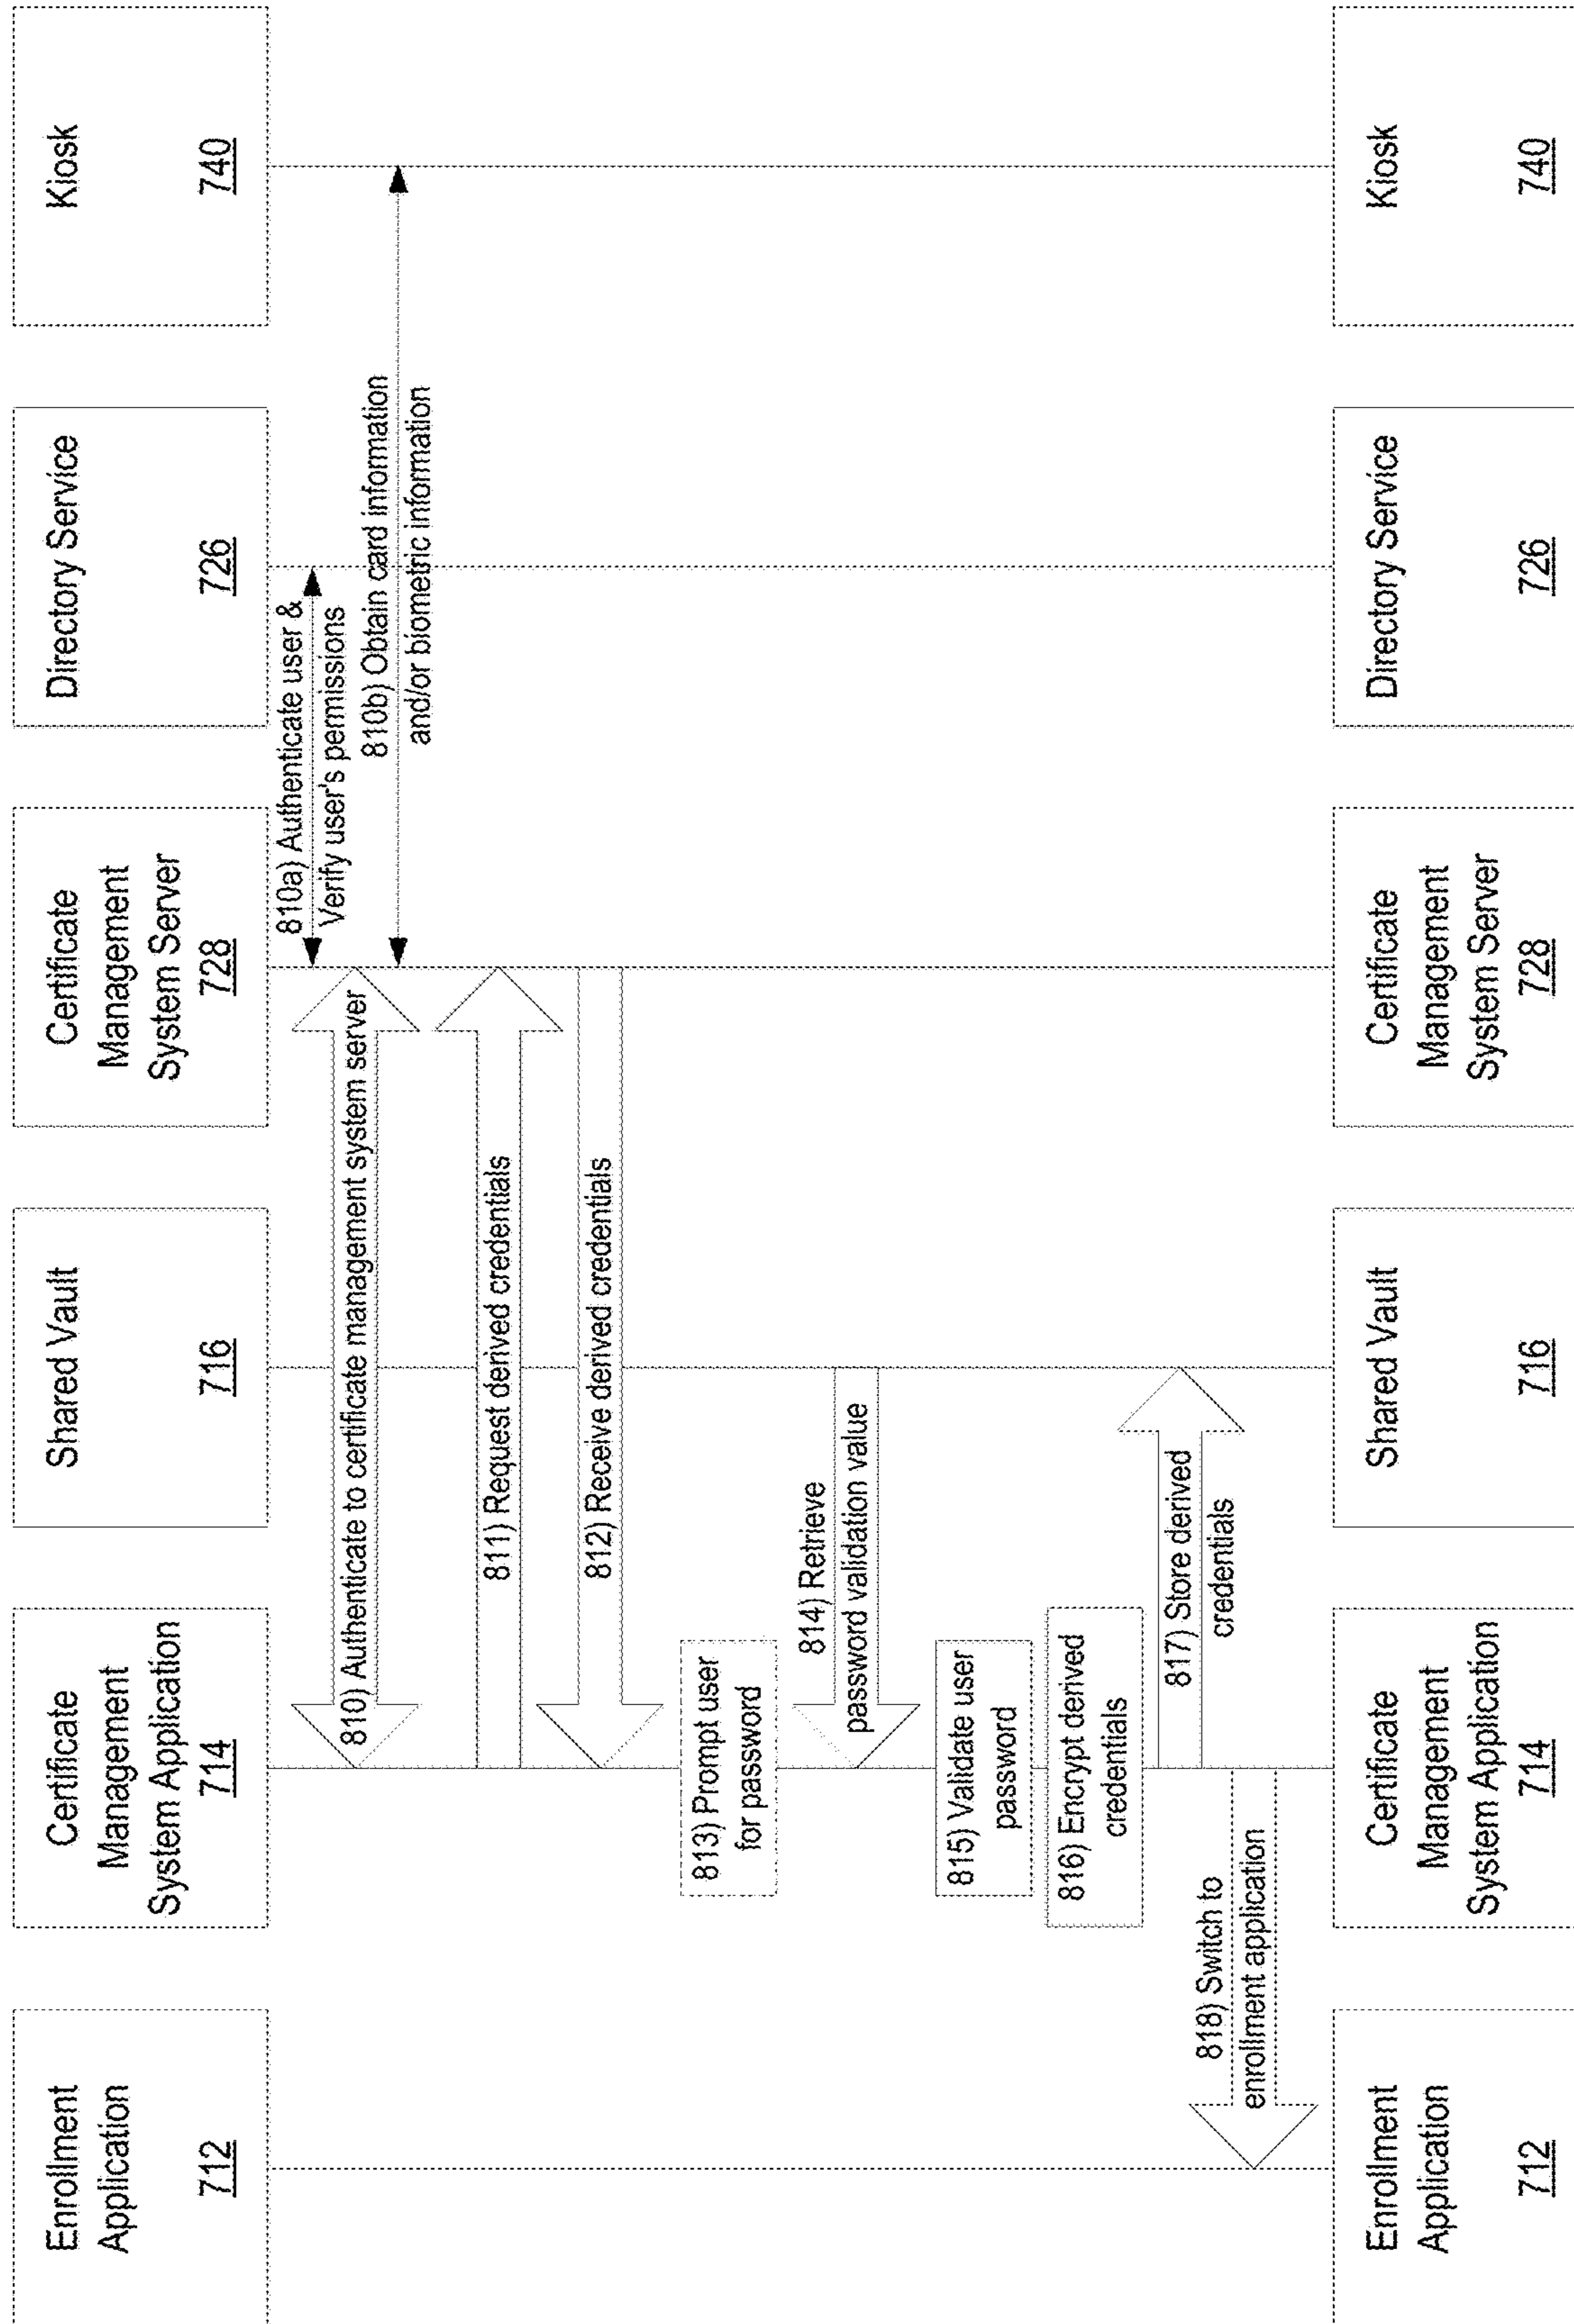 Enrollment
Application
712
Certificate
Management
System Application
714
Shared Vault
716
Certificate
Management
System Server
728
Directory Service
726
Kiosk
740
810a) Authenticate user &
Verify user's permissions
810) Authenticate to certificate management system server
810b) Obtain card information
and/or biometric information
811) Request derived credentials
812) Receive derived credentials
813) Prompt user
for password
814) Retrieve
password validation value
815) Validate user
password
816) Encrypt derived
credentials
817) Store derived
credentials
818) Switch to
enrollment application
Enrollment
Application
712
Certificate
Management
System Application
714
Shared Vault
716
Certificate
Management
System Server
728
Directory Service
726
Kiosk
740